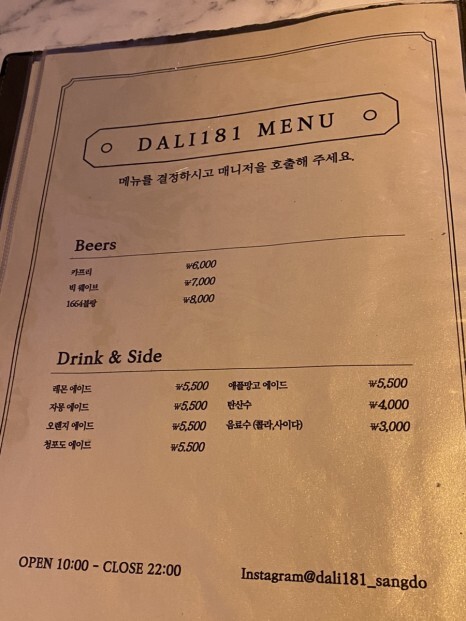 DALI181 MENU
메뉴를 결정하시고 매니저을 호출해 주세요.
Beers
카프리 ₩6,000
빅 웨이브 ₩7,000
1664블랑 ₩8,000
Drink & Side
레몬 에이드 ₩5,500 애플망고 에이드 ₩5,500
자몽 에이드 ₩5,500 탄산수 ₩4,000
오렌지 에이드 ₩5,500 음료수 (콜라,사이다) ₩3,000
청포도 에이드 ₩5.500
OPEN 10:00 - CLOSE 22:00 Instagram@dali181_sangdo